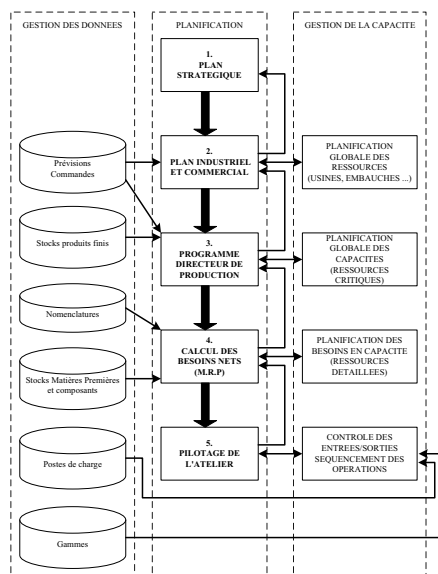 GESTION DES DONNEES
PLANIFICATION
GESTION DE LA CAPACITE
1.
PLAN
STRATEGIQUE
2.
PLAN INDUSTRIEL
ET COMMERCIAL
PLANIFICATION
GLOBALE DES
RESSOURCES
(USINES, EMBAUCHES ...)
Prévisions
Commandes
Stocks produits finis
3.
PROGRAMME
DIRECTEUR DE
PRODUCTION
PLANIFICATION
GLOBALE DES
CAPACITES
(RESSOURCES
CRITIQUES)
Nomenclatures
4.
CALCUL DES
BESOINS NETS
(M.R.P)
PLANIFICATION DES
BESOINS EN CAPACITE
(RESSOURCES
DETAILLEES)
Stocks Matières Premières
et composants
5.
PILOTAGE DE
L'ATELIER
CONTROLE DES
ENTREES/SORTIES
SEQUENCEMENT DES
OPERATIONS
Postes de charge
Gammes